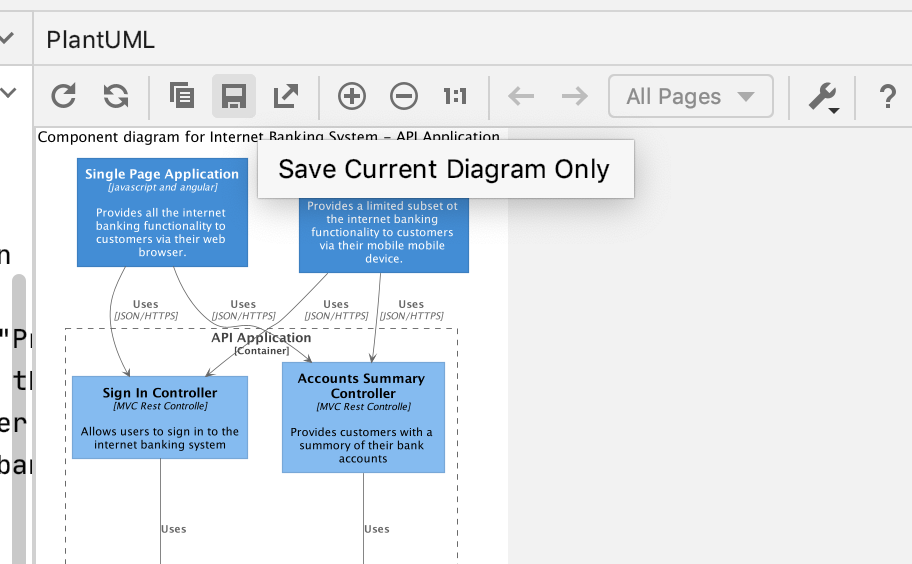 PlantUML
1:1
All Pages
?
Component diagram for Internet Banking System - API Application
Save Current Diagram Only
Single Page Application
[javascript and angular]
Provides all the internet
banking functionality to
customers via their web
browser.
Provides a limited subset of
the internet banking
functionality to customers
via their mobile mobile
device.
n
"Pr
th
er
bar
Uses
[JSON/HTTPS]
Uses
[JSON/HTTPS]
Uses
[JSON/HTTPS]
Uses
[JSON/HTTPS]
API Application
[Container]
Sign In Controller
[MVC Rest Controlle]
Allows users to sign in to the
internet banking system
Accounts Summary
Controller
[MVC Rest Controlle]
Provides customers with a
summory of their bank
accounts
Uses
Uses